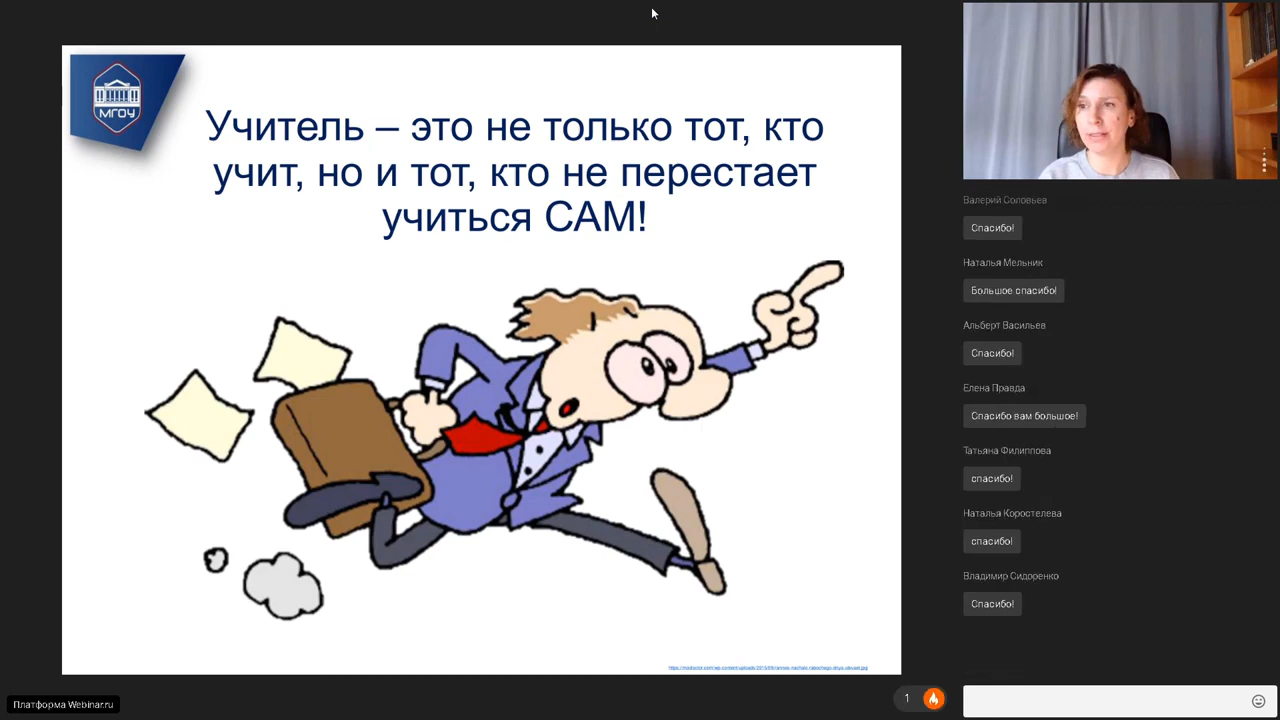 МГОУ
Учитель – это не только тот, кто
учит, но и тот, кто не перестает
учиться САМ!
Платформа Webinar.ru
1
Валерий Соловьев
Спасибо!
Наталья Мельник
Большое спасибо!
Альберт Васильев
Спасибо!
Елена Правда
Спасибо вам большое!
Татьяна Филиппова
спасибо!
Наталья Коростелева
спасибо!
Владимир Сидоренко
Спасибо!